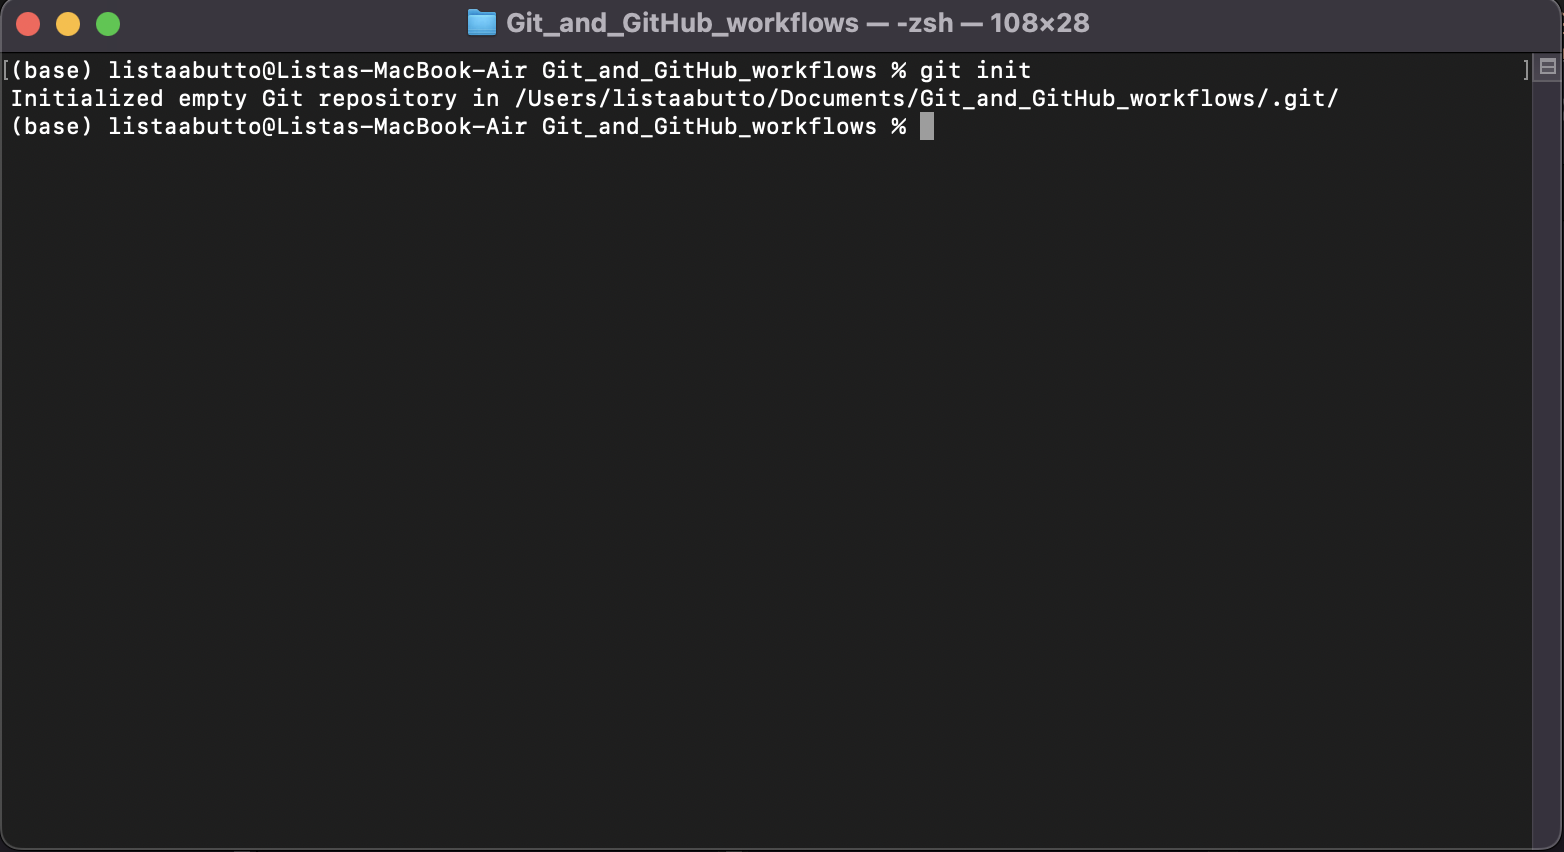 Git_and_GitHub_workflows — -zsh — 108×28
[(base) listaabutto@Listas-MacBook-Air Git_and_GitHub_workflows % git init ]
Initialized empty Git repository in /Users/listaabutto/Documents/Git_and_GitHub_workflows/.git/
(base) listaabutto@Listas-MacBook-Air Git_and_GitHub_workflows %